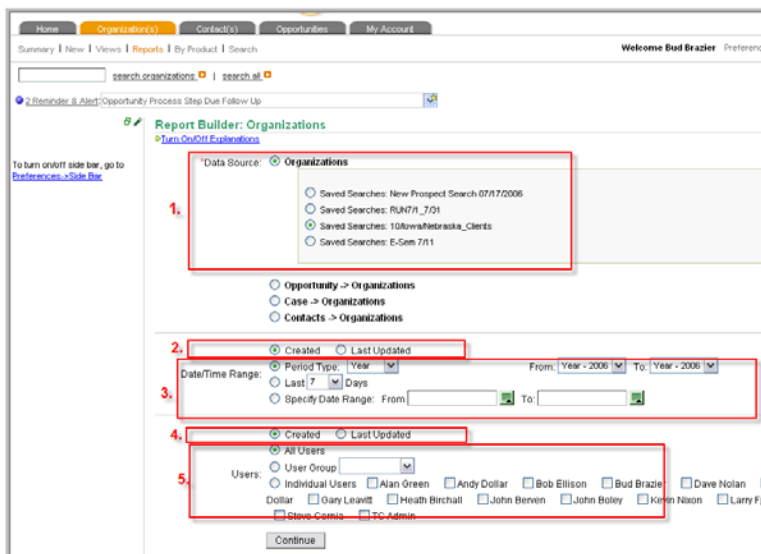 Home Organization(s) Contact(s) Opportunities My Account
Summary | New | Views | Reports | By Product | Search
Welcome Bud Brazier
search organizations | search all
2 Reminder & Alert: Opportunity Process Step Due Follow Up
Report Builder: Organizations
Turn On/Off Explanations
To turn on/off side bar, go to
Preferences->Side Bar
*Data Source: Organizations
1.
Saved Searches: New Prospect Search 07/17/2006
Saved Searches: RUN7/1_7/31
Saved Searches: 10/Iowa/Nebraska_Clients
Saved Searches: E-Sem 7/11
Opportunity -> Organizations
Case -> Organizations
Contacts -> Organizations
2. Created Last Updated
3. Date/Time Range: Period Type: Year From: Year - 2006 To: Year - 2006
Last 7 Days
Specify Date Range: From To:
4. Created Last Updated
5. Users: All Users
User Group
Individual Users Alan Green Andy Dollar Bob Ellison Bud Brazier Dave Nolan
Dollar Gary Leavitt Heath Birchall John Berven John Boley Kevin Nixon Larry
Steve Cornia TC Admin
Continue